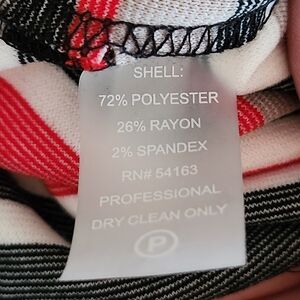 SHELL:
72% POLYESTER
26% RAYON
2% SPANDEX
RN# 54163
PROFESSIONAL
DRY CLEAN ONLY
P